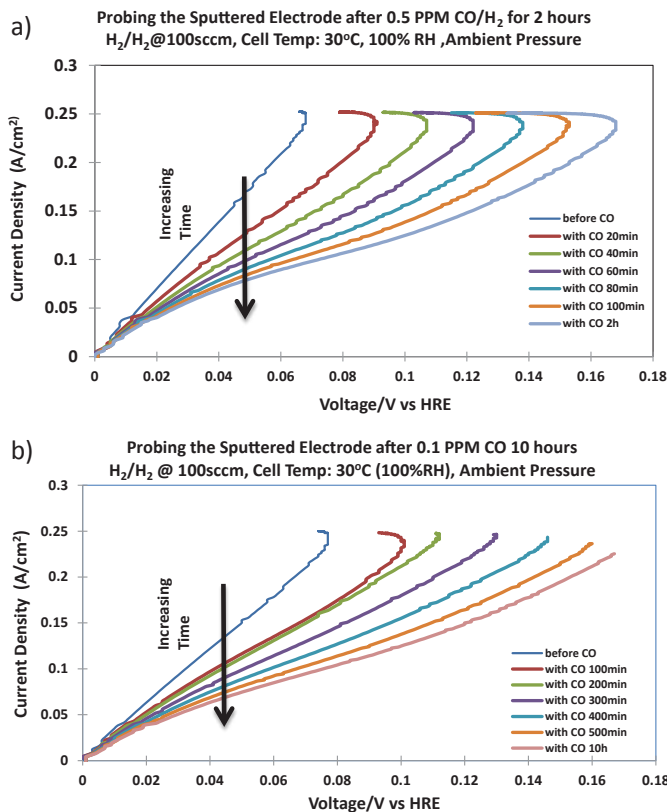 a)
Probing the Sputtered Electrode after 0.5 PPM CO/H₂ for 2 hours
H₂/H₂@100sccm, Cell Temp: 30°C, 100% RH ,Ambient Pressure
0.3
0.25
0.2
0.15
0.1
0.05
0
Current Density (A/cm²)
Increasing
Time
before CO
with CO 20min
with CO 40min
with CO 60min
with CO 80min
with CO 100min
with CO 2h
0 0.02 0.04 0.06 0.08 0.1 0.12 0.14 0.16 0.18
Voltage/V vs HRE
b)
Probing the Sputtered Electrode after 0.1 PPM CO 10 hours
H₂/H₂ @ 100sccm, Cell Temp: 30°C (100%RH), Ambient Pressure
0.3
0.25
0.2
0.15
0.1
0.05
0
Current Density (A/cm²)
Increasing
Time
before CO
with CO 100min
with CO 200min
with CO 300min
with CO 400min
with CO 500min
with CO 10h
0 0.02 0.04 0.06 0.08 0.1 0.12 0.14 0.16 0.18
Voltage/V vs HRE